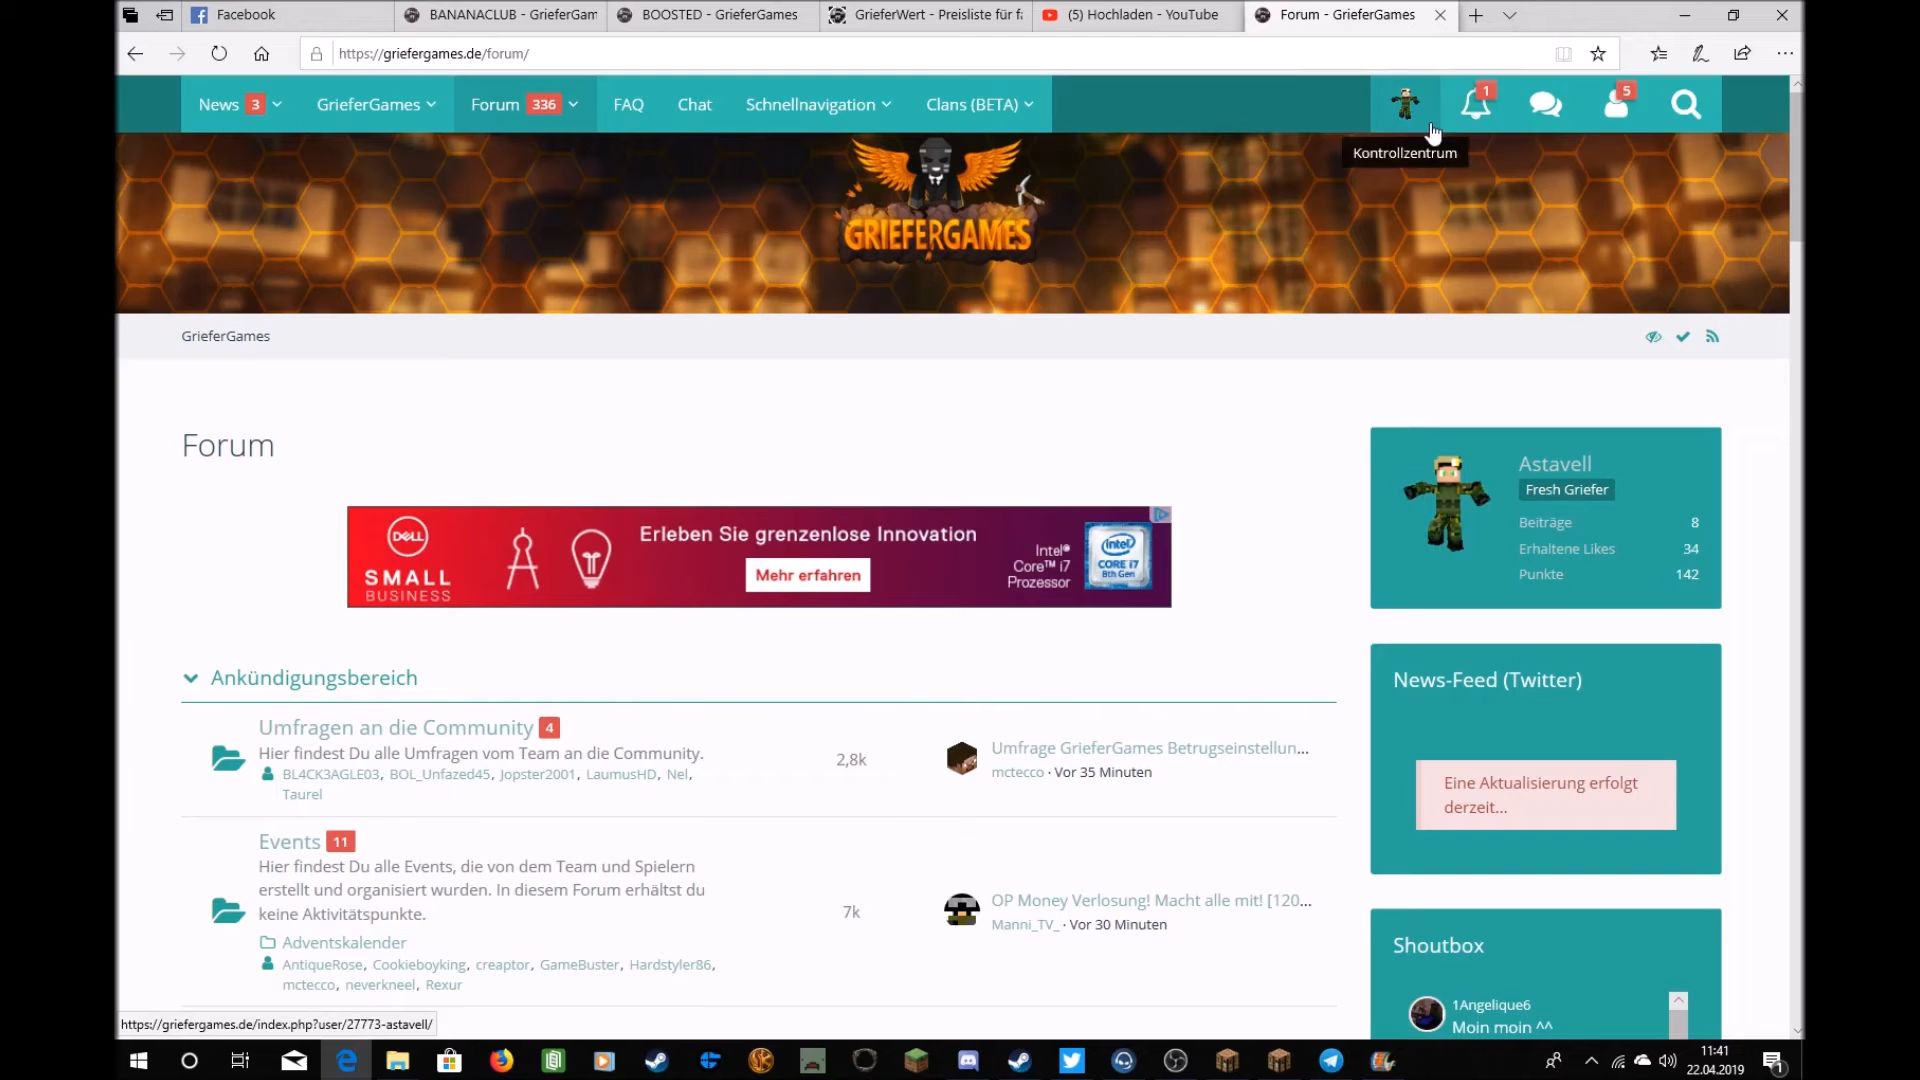 Facebook
BANANACLUB - GrieferGam
BOOSTED - GrieferGames
GrieferWert - Preisliste für fa
(5) Hochladen - YouTube
Forum - GrieferGames
https://griefergames.de/forum/
News 3
GrieferGames
Forum 336
FAQ
Chat
Schnellnavigation
Clans (BETA)
1
5
Kontrollzentrum
GRIEFERGAMES
GrieferGames
Forum
DELL
SMALL
BUSINESS
Erleben Sie grenzenlose Innovation
Mehr erfahren
Intel®
Core™ i7
Prozessor
intel
CORE i7
8th Gen
Astavell
Fresh Griefer
Beiträge 8
Erhaltene Likes 34
Punkte 142
Ankündigungsbereich
Umfragen an die Community 4
Hier findest Du alle Umfragen vom Team an die Community.
BL4CK3AGLE03, BOL_Unfazed45, Jopster2001, LaumusHD, Nel,
Taurel
2,8k
Umfrage GrieferGames Betrugseinstellun...
mctecco · Vor 35 Minuten
Events 11
Hier findest Du alle Events, die von dem Team und Spielern
erstellt und organisiert wurden. In diesem Forum erhältst du
keine Aktivitätspunkte.
Adventskalender
AntiqueRose, Cookieboyking, creaptor, GameBuster, Hardstyler86,
mctecco, neverkneel, Rexur
7k
OP Money Verlosung! Macht alle mit! [120...
Manni_TV_ · Vor 30 Minuten
News-Feed (Twitter)
Eine Aktualisierung erfolgt
derzeit...
Shoutbox
1Angelique6
Moin moin ^^
https://griefergames.de/index.php?user/27773-astavell/
11:41
22.04.2019
1